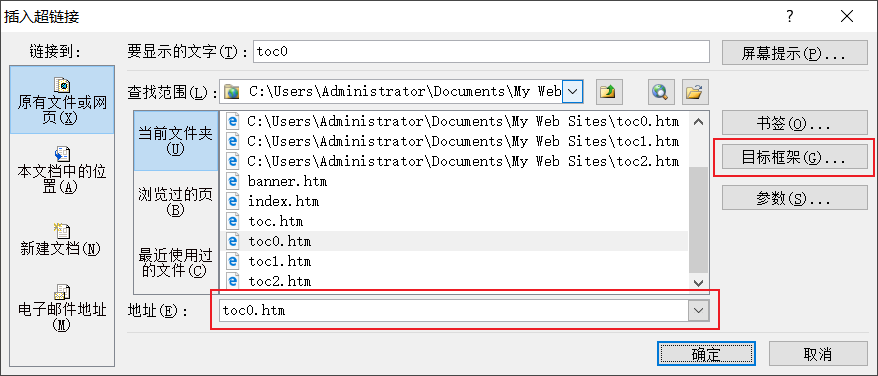 插入超链接
链接到:
要显示的文字(T):
toc0
屏幕提示(P)...
原有文件或网
页(X)
查找范围(L):
C:\Users\Administrator\Documents\My Web
当前文件夹
(U)
C:\Users\Administrator\Documents\My Web Sites\toc0.htm
C:\Users\Administrator\Documents\My Web Sites\toc1.htm
C:\Users\Administrator\Documents\My Web Sites\toc2.htm
banner.htm
index.htm
toc.htm
toc0.htm
toc1.htm
toc2.htm
书签(O)...
目标框架(G)...
参数(S)...
本文档中的位
置(A)
浏览过的页
(B)
新建文档(N)
最近使用过
的文件(C)
电子邮件地址
(M)
地址(E):
toc0.htm
确定
取消